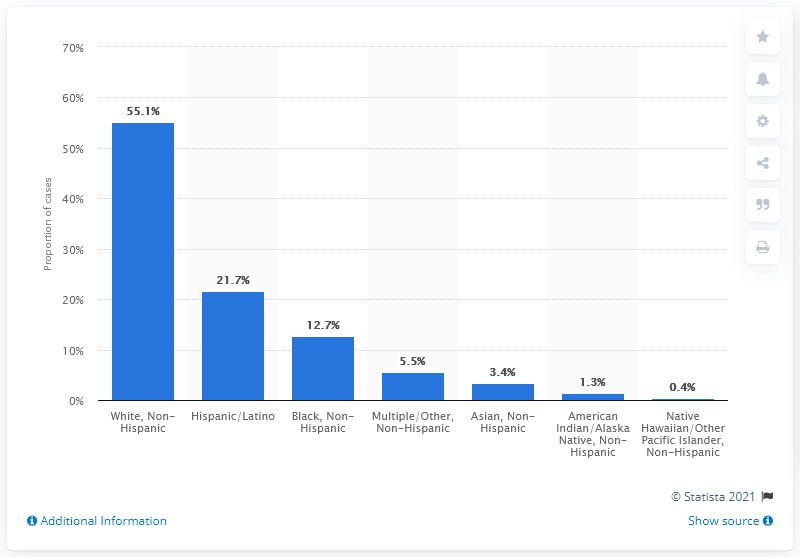 70%
60%
50%
40%
30%
20%
10%
0%
Proportion of cases
55.1%
21.7%
12.7%
5.5%
3.4%
1.3%
0.4%
White, Non-
Hispanic
Hispanic/Latino
Black, Non-
Hispanic
Multiple/Other,
Non-Hispanic
Asian, Non-
Hispanic
American
Indian/Alaska
Native, Non-
Hispanic
Native
Hawaiian/Other
Pacific Islander,
Non-Hispanic
© Statista 2021
Additional Information
Show source